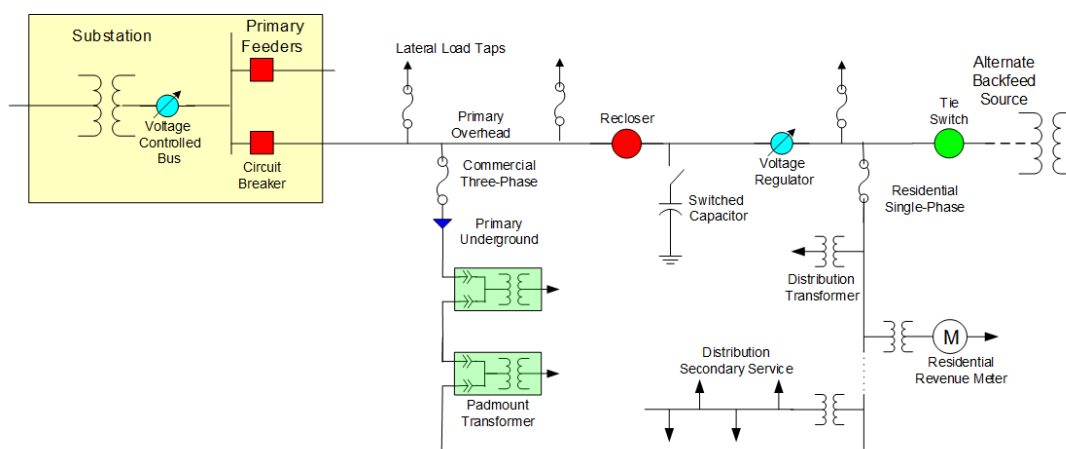 Substation
Primary
Feeders
Voltage
Controlled
Bus
Circuit
Breaker
Lateral Load Taps
Primary
Overhead
Commercial
Three-Phase
Primary
Underground
Padmount
Transformer
Recloser
Switched
Capacitor
Voltage
Regulator
Tie
Switch
Alternate
Backfeed
Source
Residential
Single-Phase
Distribution
Transformer
M
Residential
Revenue Meter
Distribution
Secondary Service